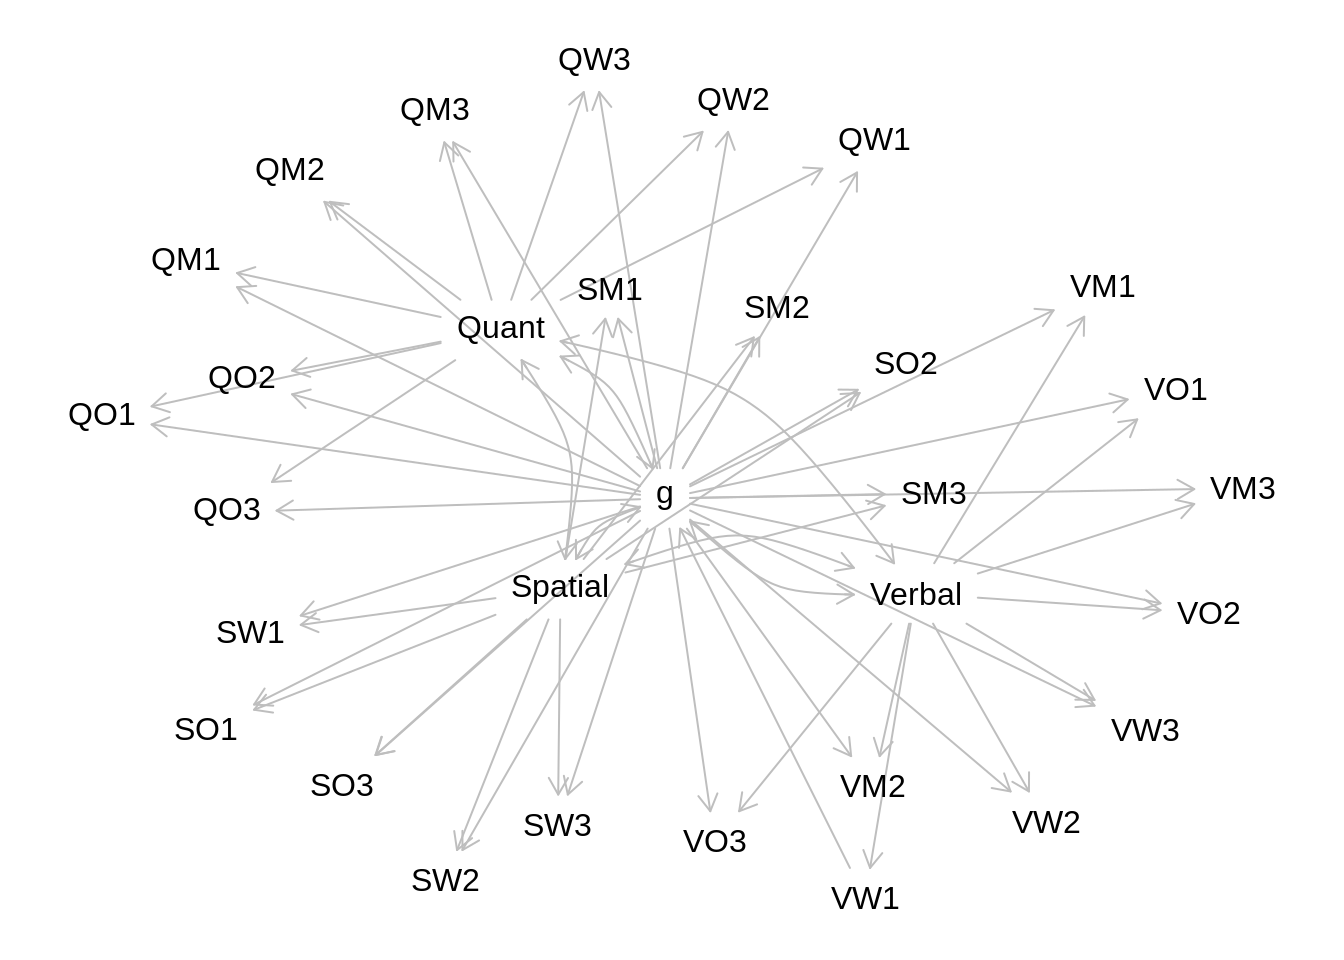 QW3
QW2
QM3
QW1
QM2
QM1
VM1
SM1
SM2
Quant
SO2
QO2
VO1
QO1
VM3
g
SM3
QO3
Spatial
Verbal
VO2
SW1
SO1
VW3
SO3
VM2
VW2
SW3
VO3
SW2
VW1